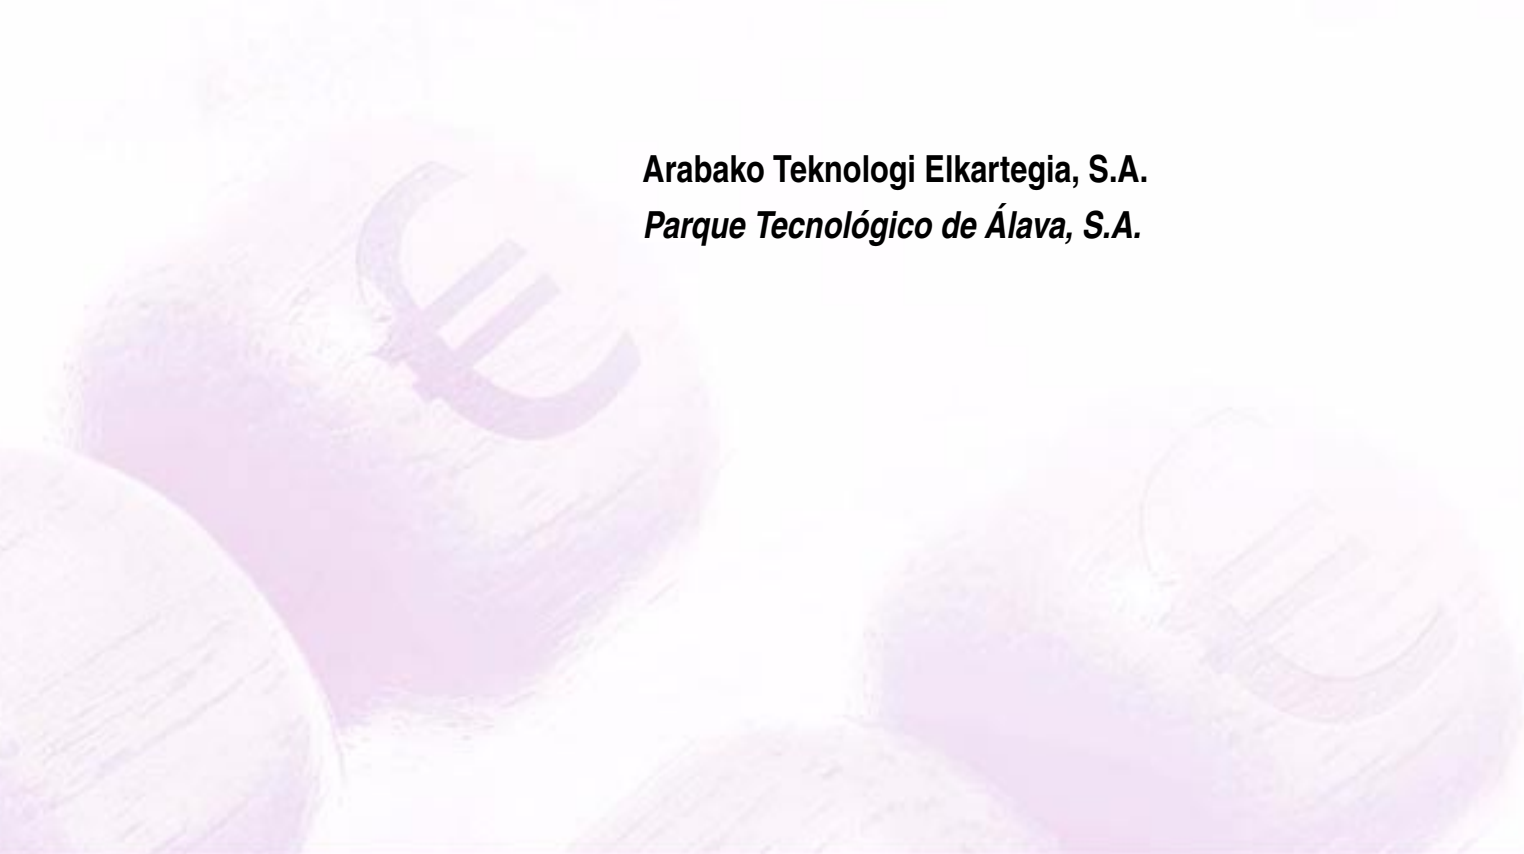 Arabako Teknologi Elkartegia, S.A.
Parque Tecnológico de Álava, S.A.